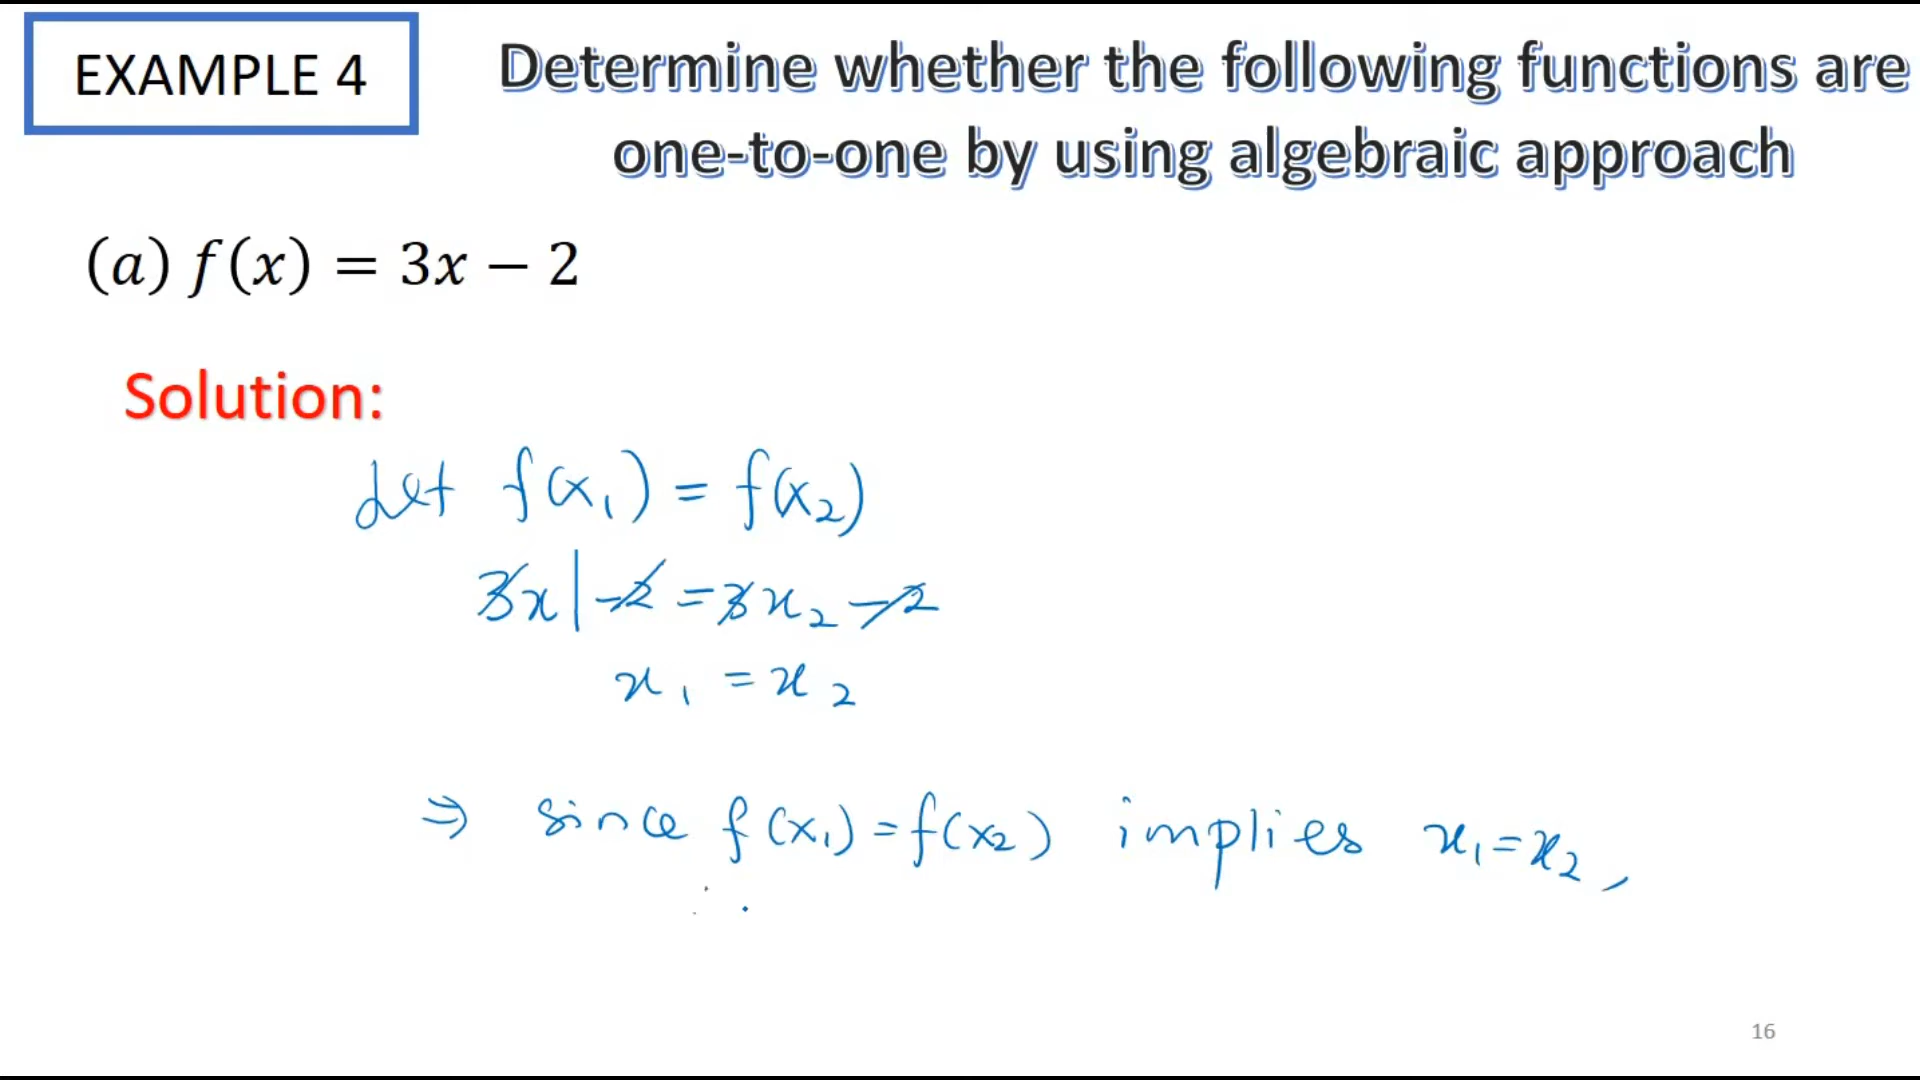 EXAMPLE 4
Determine whether the following functions are
one-to-one by using algebraic approach
(a) f(x) = 3x − 2
Solution:
Let f(x₁) = f(x₂)
3x₁ − 2 = 3x₂ − 2
x₁ = x₂
⇒ since f(x₁) = f(x₂) implies x₁ = x₂,
∴
16